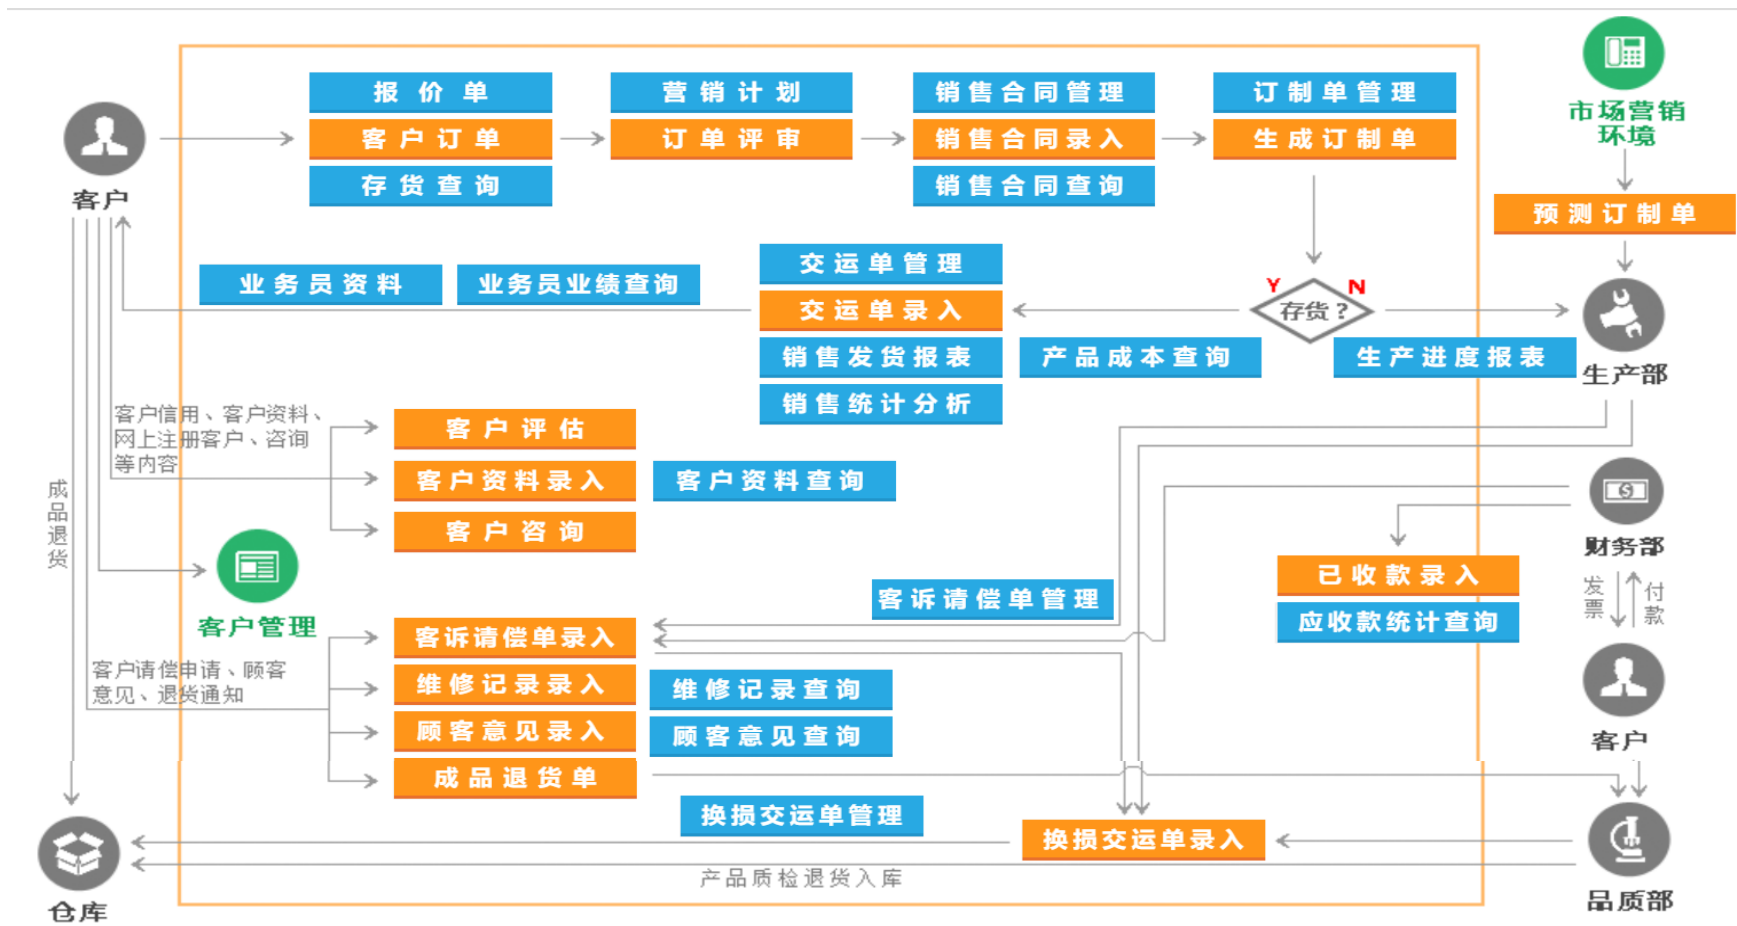 报价单
营销计划
销售合同管理
订制单管理
市场营销
环境
客户订单
订单评审
销售合同录入
生成订制单
客户
存货查询
销售合同查询
预测订制单
交运单管理
业务员资料
业务员业绩查询
Y
N
交运单录入
存货?
销售发货报表
产品成本查询
生产进度报表
生产部
销售统计分析
客户信用、客户资料、
网上注册客户、咨询
等内容
客户评估
客户资料录入
客户资料查询
客户咨询
成品退货
财务部
已收款录入
应收款统计查询
发票
付款
客户管理
客诉请偿单管理
客诉请偿单录入
客户请偿申请、顾客
意见、退货通知
维修记录录入
维修记录查询
顾客意见录入
顾客意见查询
客户
成品退货单
换损交运单管理
换损交运单录入
产品质检退货入库
仓库
品质部